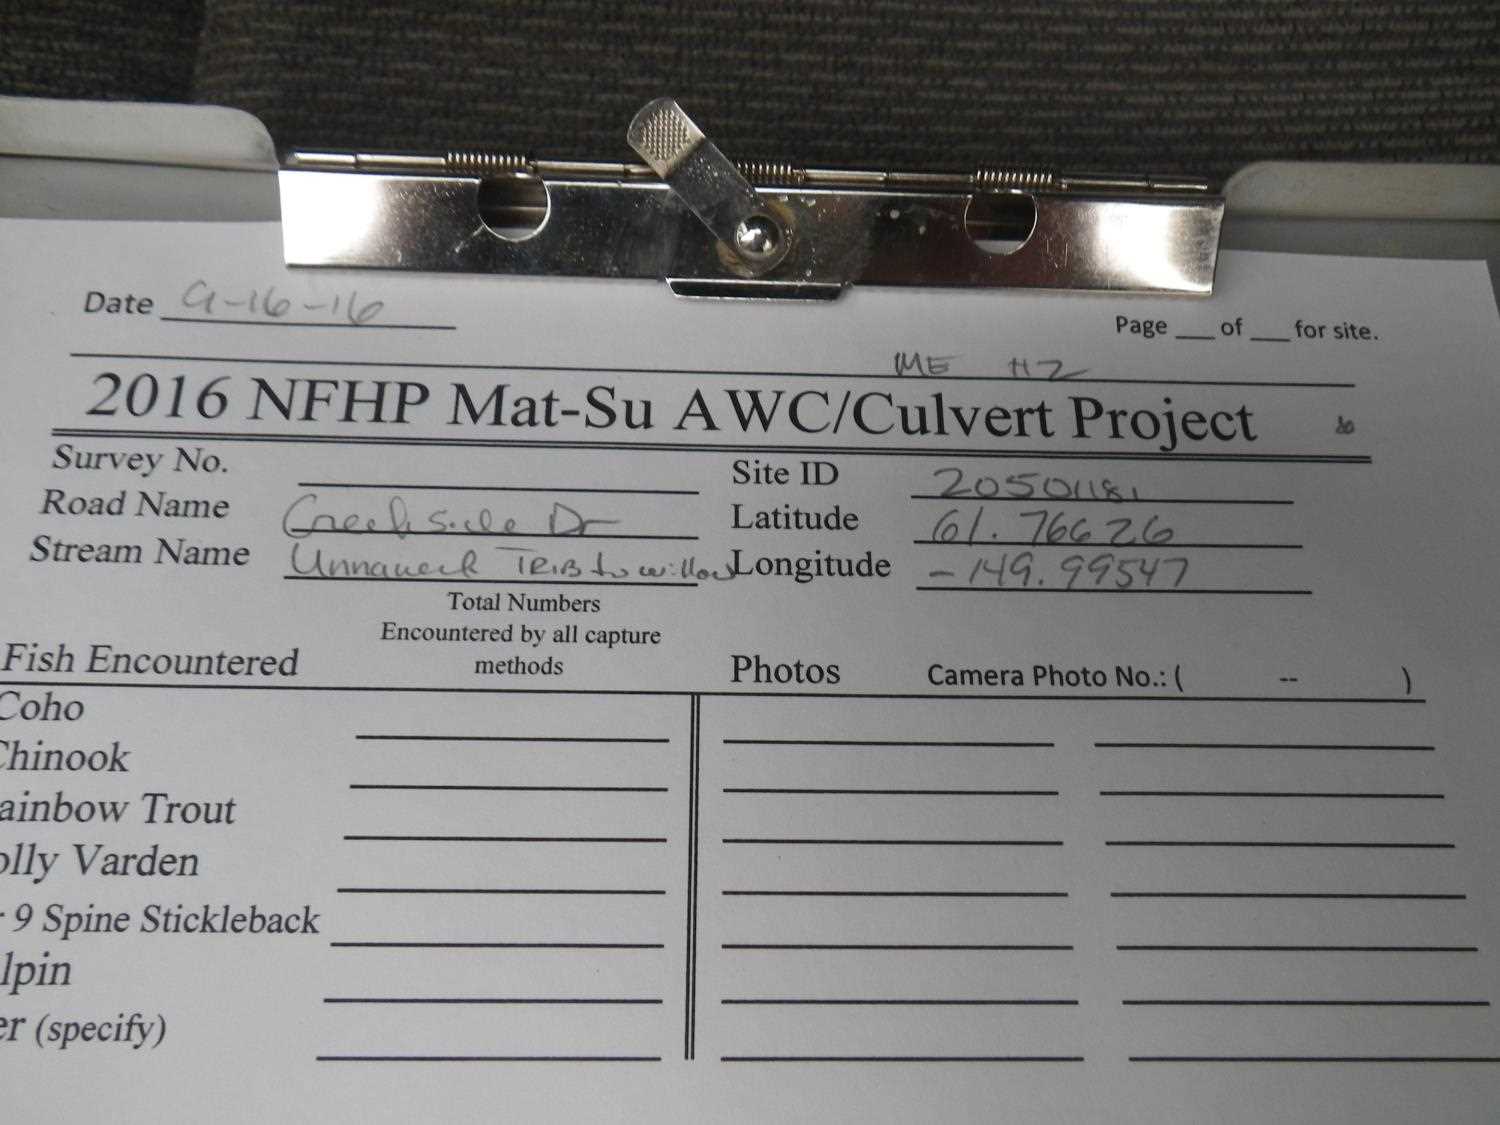 Date 9-16-16
Page ___ of ___ for site.
ME HZ
2016 NFHP Mat-Su AWC/Culvert Project
Survey No. Site ID 20501181
Road Name Creekside Dr Latitude 61.76626
Stream Name Unnamed TRIB to willow Longitude -149.99547
Total Numbers
Encountered by all capture
methods
Fish Encountered Photos Camera Photo No.: ( -- )
Coho
Chinook
ainbow Trout
olly Varden
r 9 Spine Stickleback
lpin
er (specify)